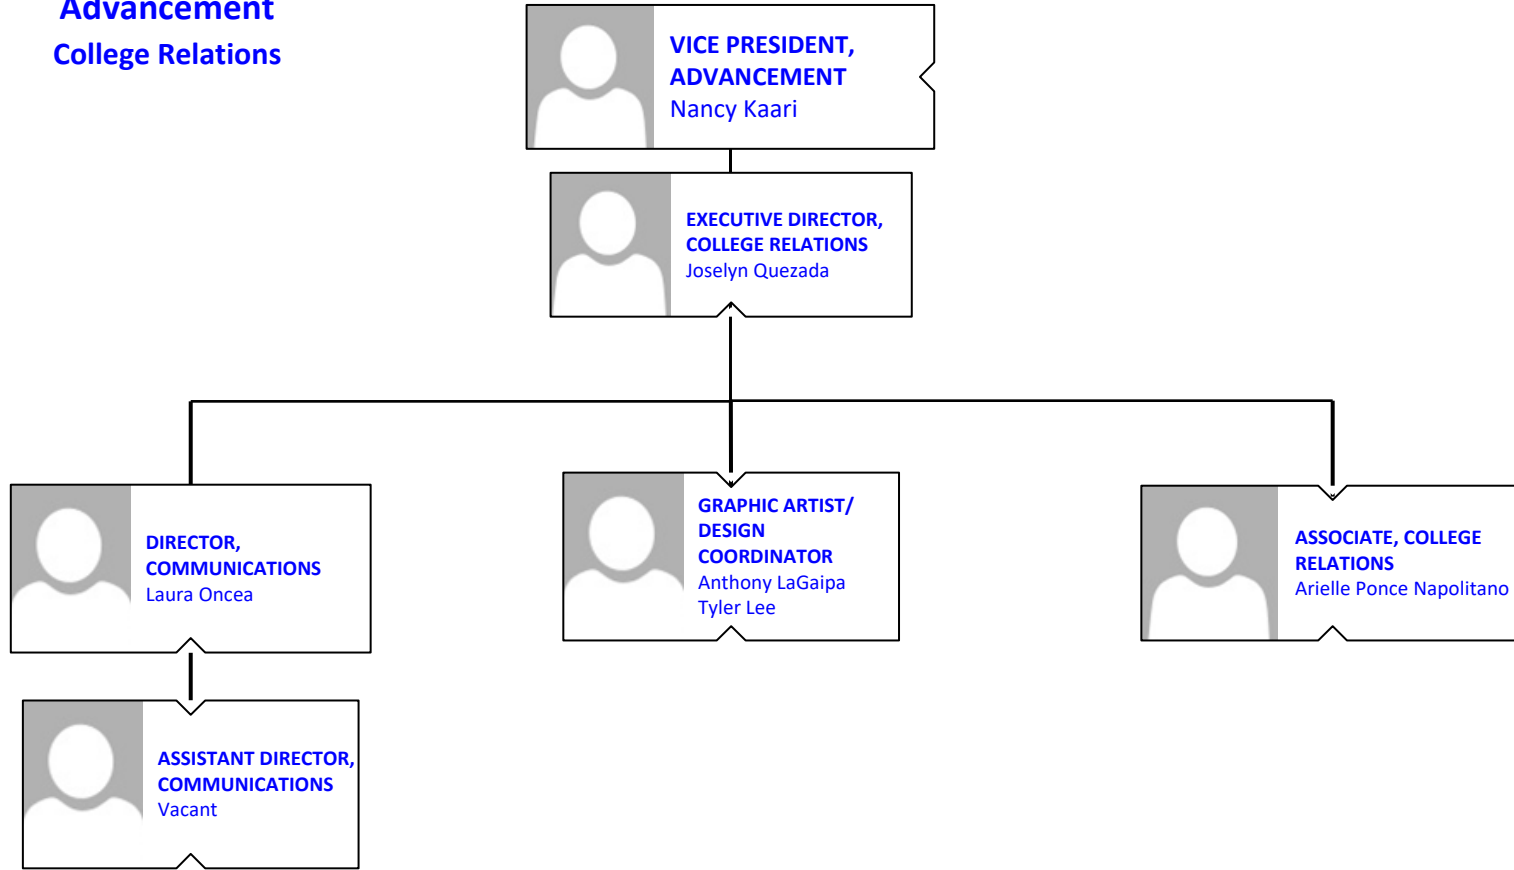 Advancement
College Relations
VICE PRESIDENT,
ADVANCEMENT
Nancy Kaari
EXECUTIVE DIRECTOR,
COLLEGE RELATIONS
Joselyn Quezada
DIRECTOR,
COMMUNICATIONS
Laura Oncea
GRAPHIC ARTIST/
DESIGN
COORDINATOR
Anthony LaGaipa
Tyler Lee
ASSOCIATE, COLLEGE
RELATIONS
Arielle Ponce Napolitano
ASSISTANT DIRECTOR,
COMMUNICATIONS
Vacant